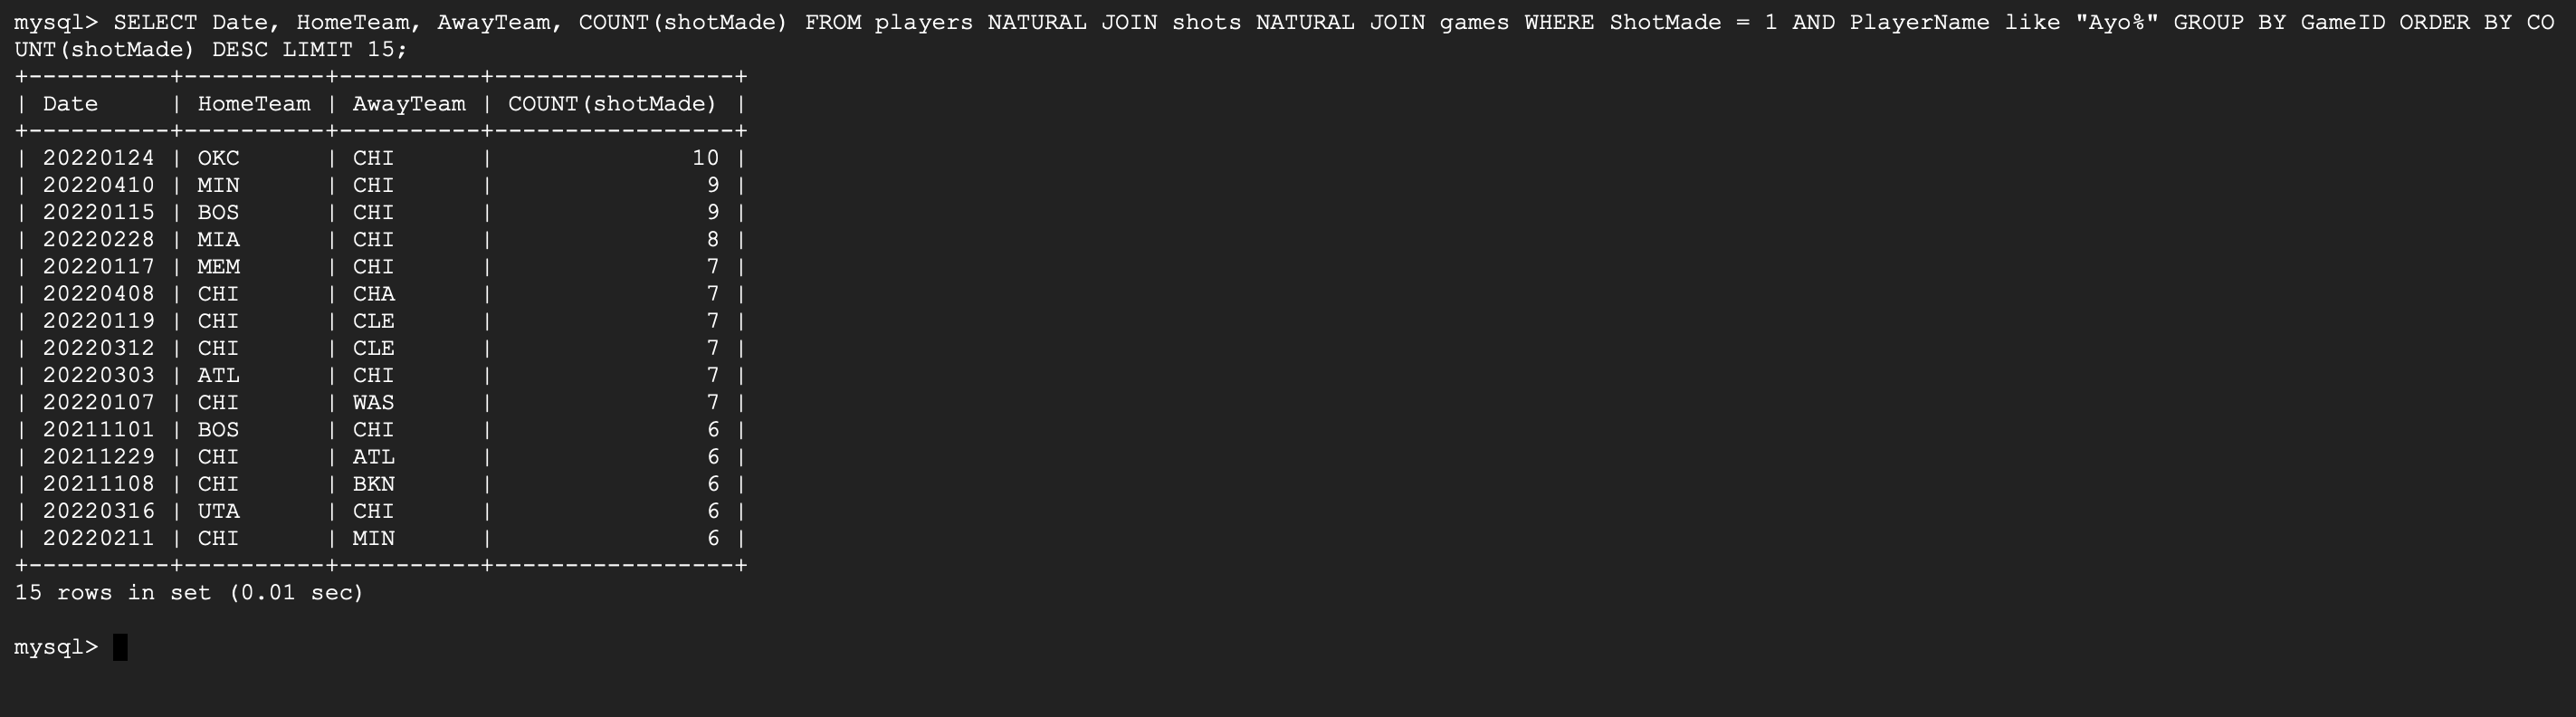 mysql> SELECT Date, HomeTeam, AwayTeam, COUNT(shotMade) FROM players NATURAL JOIN shots NATURAL JOIN games WHERE ShotMade = 1 AND PlayerName like "Ayo%" GROUP BY GameID ORDER BY CO
UNT(shotMade) DESC LIMIT 15;
+----------+----------+----------+-----------------+
| Date     | HomeTeam | AwayTeam | COUNT(shotMade) |
+----------+----------+----------+-----------------+
| 20220124 | OKC      | CHI      |              10 |
| 20220410 | MIN      | CHI      |               9 |
| 20220115 | BOS      | CHI      |               9 |
| 20220228 | MIA      | CHI      |               8 |
| 20220117 | MEM      | CHI      |               7 |
| 20220408 | CHI      | CHA      |               7 |
| 20220119 | CHI      | CLE      |               7 |
| 20220312 | CHI      | CLE      |               7 |
| 20220303 | ATL      | CHI      |               7 |
| 20220107 | CHI      | WAS      |               7 |
| 20211101 | BOS      | CHI      |               6 |
| 20211229 | CHI      | ATL      |               6 |
| 20211108 | CHI      | BKN      |               6 |
| 20220316 | UTA      | CHI      |               6 |
| 20220211 | CHI      | MIN      |               6 |
+----------+----------+----------+-----------------+
15 rows in set (0.01 sec)
mysql>